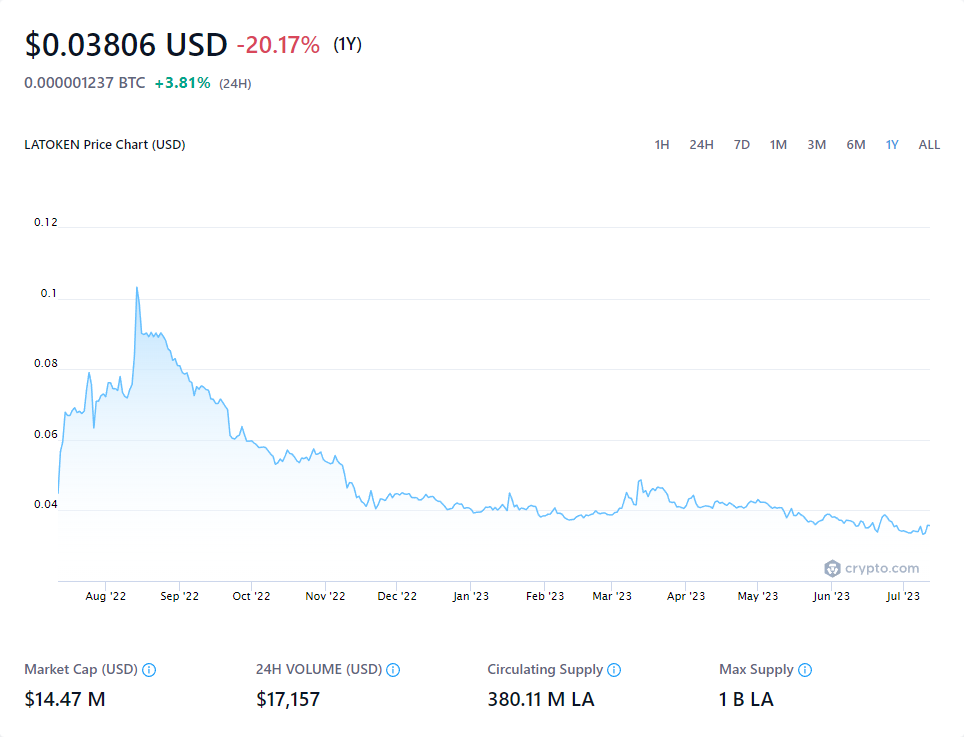 $0.03806 USD -20.17% (1Y)
0.000001237 BTC +3.81% (24H)
LATOKEN Price Chart (USD) 1H 24H 7D 1M 3M 6M 1Y ALL
0.12
0.1
0.08
0.06
0.04
crypto.com
Aug '22 Sep '22 Oct '22 Nov '22 Dec '22 Jan '23 Feb '23 Mar '23 Apr '23 May '23 Jun '23 Jul '23
Market Cap (USD) 24H VOLUME (USD) Circulating Supply Max Supply
$14.47 M $17,157 380.11 M LA 1 B LA